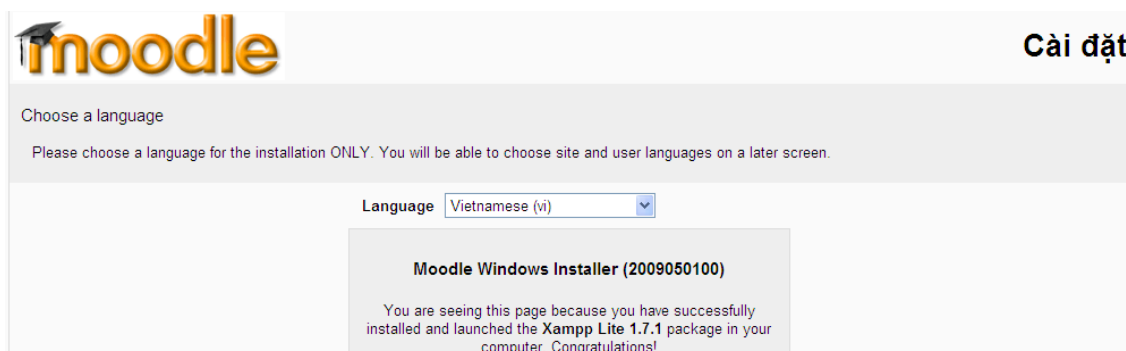 moodle
Cài đặt
Choose a language
Please choose a language for the installation ONLY. You will be able to choose site and user languages on a later screen.
Language Vietnamese (vi)
Moodle Windows Installer (2009050100)
You are seeing this page because you have successfully
installed and launched the Xampp Lite 1.7.1 package in your
computer. Congratulations!